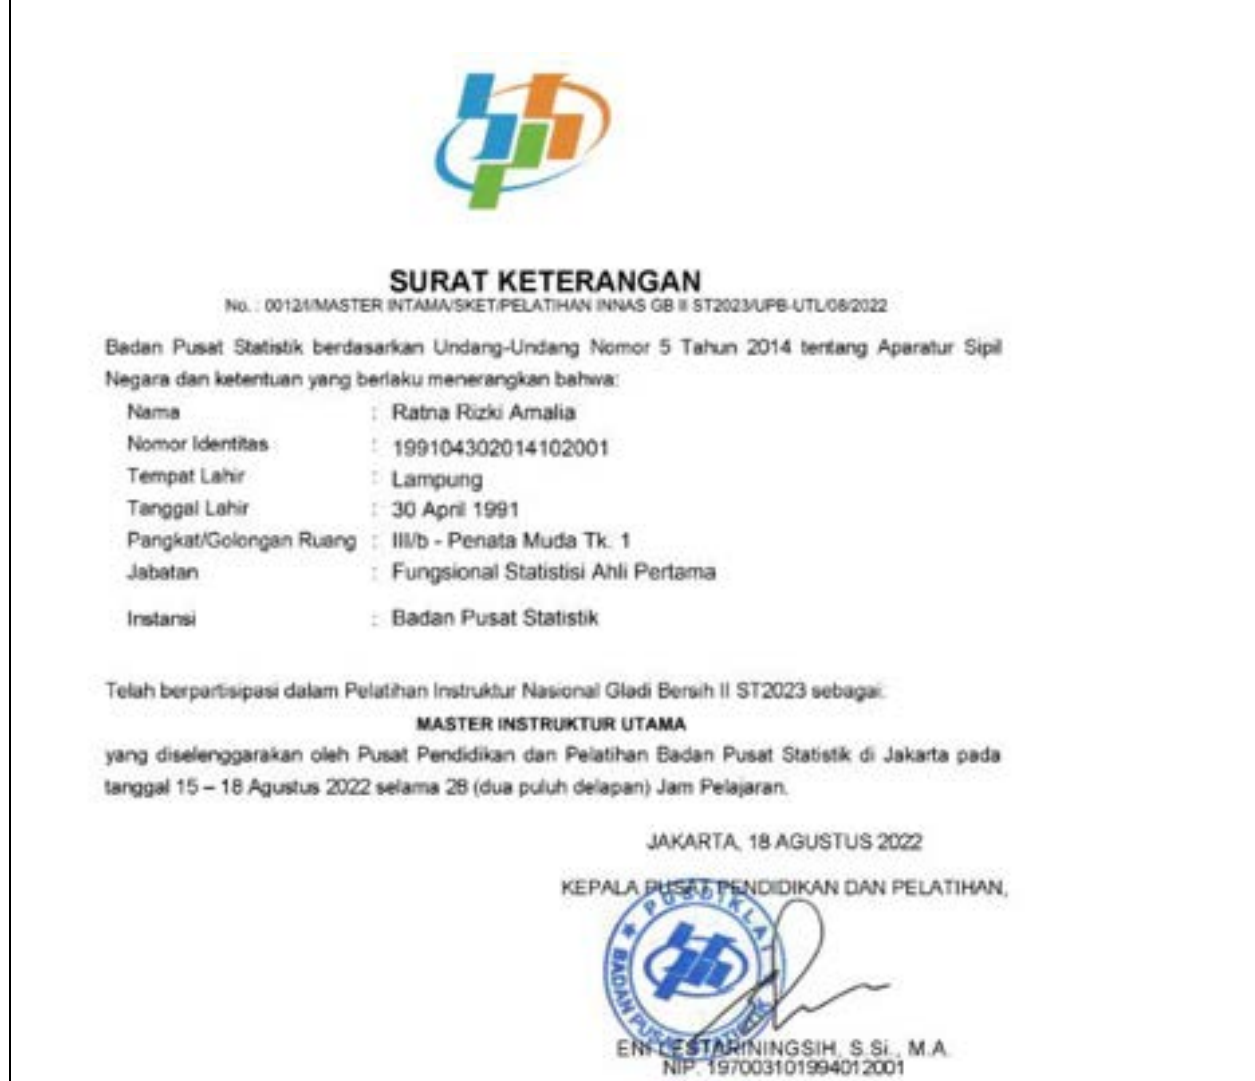 SURAT KETERANGAN
No. : 0012/I/MASTER INTAMA/SKET/PELATIHAN INNAS GB II ST2023/UPB-UTL/08/2022
Badan Pusat Statistik berdasarkan Undang-Undang Nomor 5 Tahun 2014 tentang Aparatur Sipil
Negara dan ketentuan yang berlaku menerangkan bahwa:
Nama : Ratna Rizki Amalia
Nomor Identitas : 199104302014102001
Tempat Lahir : Lampung
Tanggal Lahir : 30 April 1991
Pangkat/Golongan Ruang : III/b - Penata Muda Tk. 1
Jabatan : Fungsional Statistisi Ahli Pertama
Instansi : Badan Pusat Statistik
Telah berpartisipasi dalam Pelatihan Instruktur Nasional Gladi Bersih II ST2023 sebagai:
MASTER INSTRUKTUR UTAMA
yang diselenggarakan oleh Pusat Pendidikan dan Pelatihan Badan Pusat Statistik di Jakarta pada
tanggal 15 – 18 Agustus 2022 selama 28 (dua puluh delapan) Jam Pelajaran.
JAKARTA, 18 AGUSTUS 2022
KEPALA PUSAT PENDIDIKAN DAN PELATIHAN,
PUSDIKLAT
BADAN PUSAT STATISTIK
ENI LESTARININGSIH, S.Si., M.A.
NIP. 197003101994012001